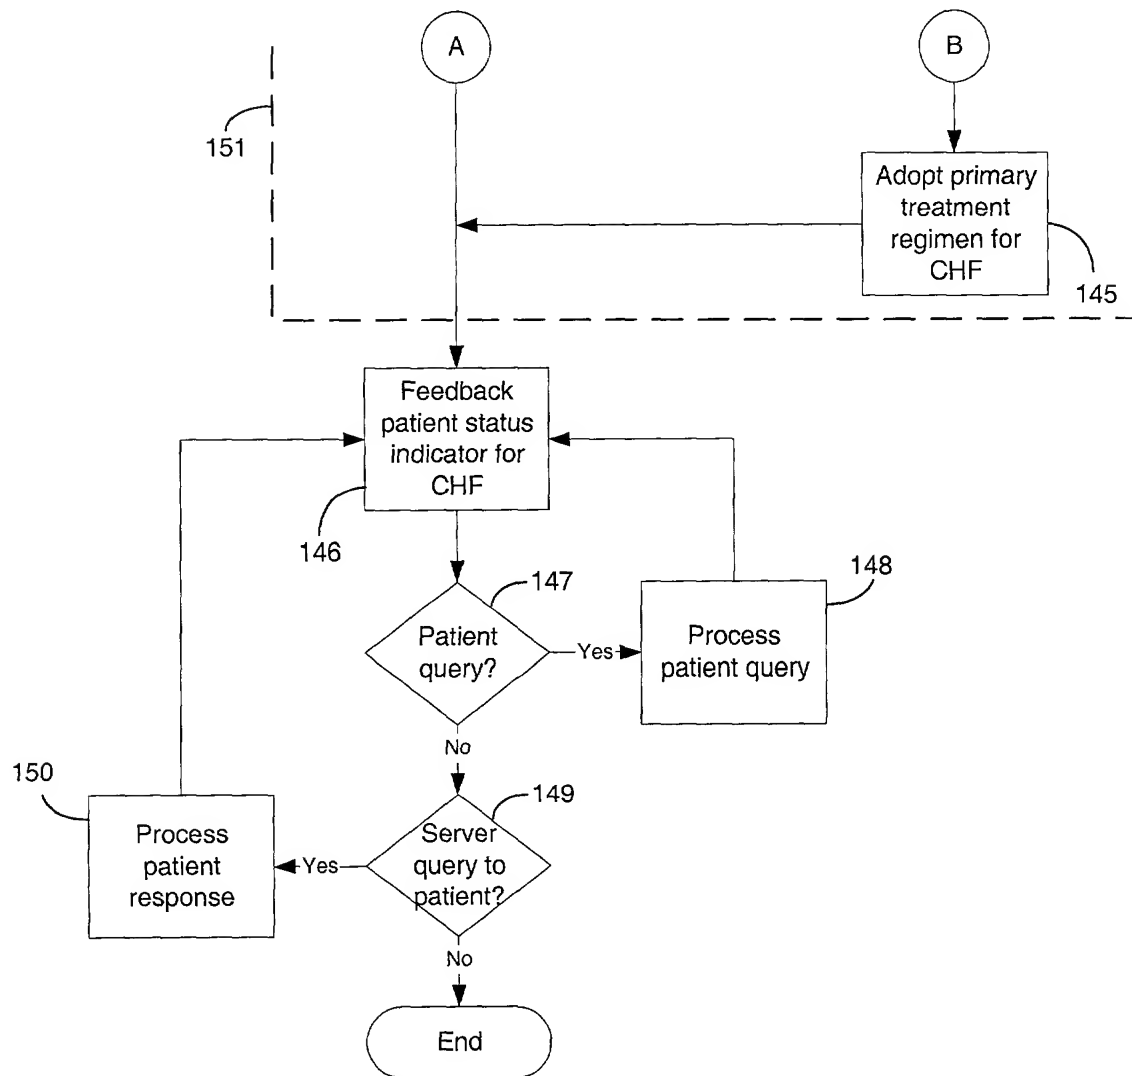 A
B
151
Adopt primary
treatment
regimen for
CHF
145
Feedback
patient status
indicator for
CHF
146
147
148
Patient
query?
Yes
Process
patient query
No
150
149
Process
patient
response
Yes
Server
query to
patient?
No
End